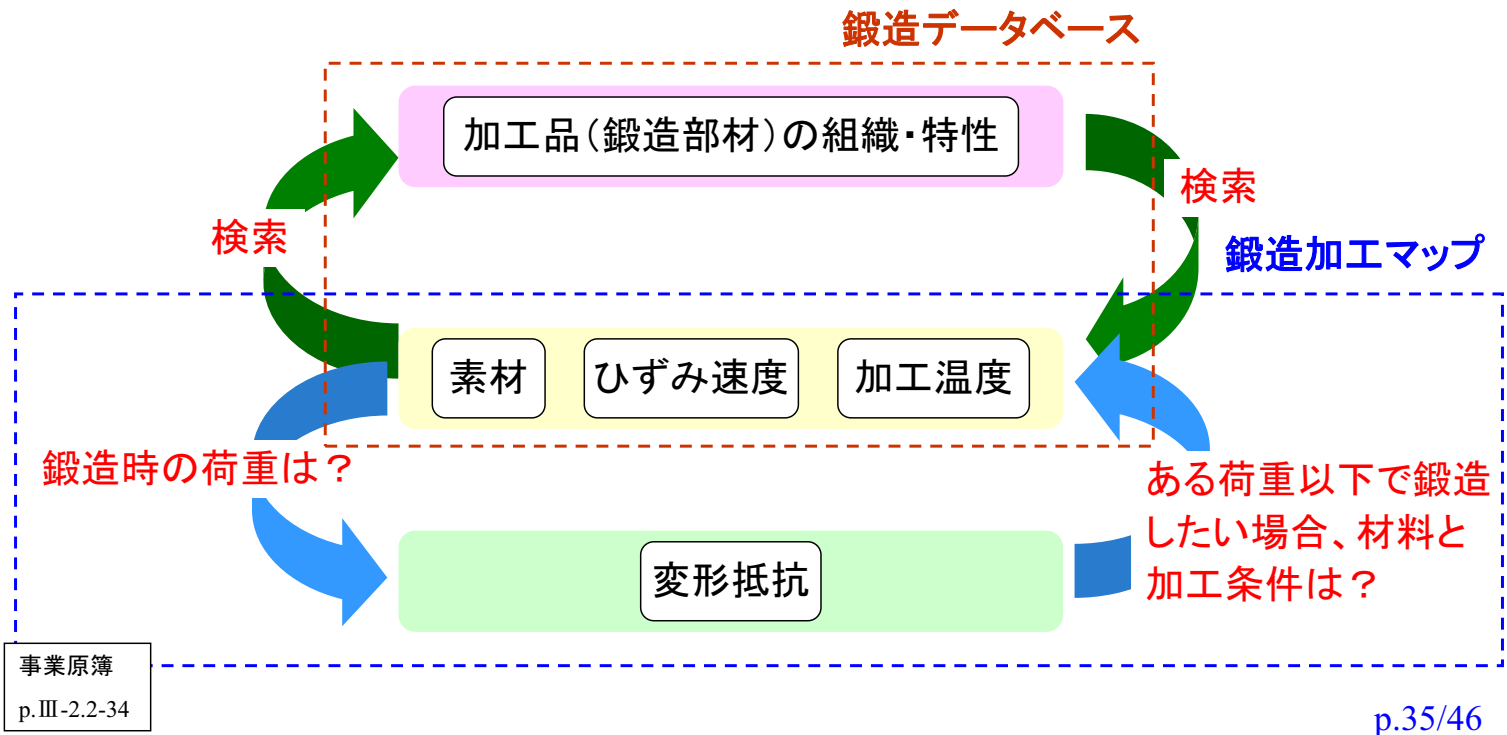 鍛造データベース
加工品(鍛造部材)の組織・特性
検索
検索
鍛造加工マップ
素材
ひずみ速度
加工温度
鍛造時の荷重は?
ある荷重以下で鍛造
したい場合、材料と
加工条件は?
変形抵抗
事業原簿
p.Ⅲ-2.2-34
p.35/46